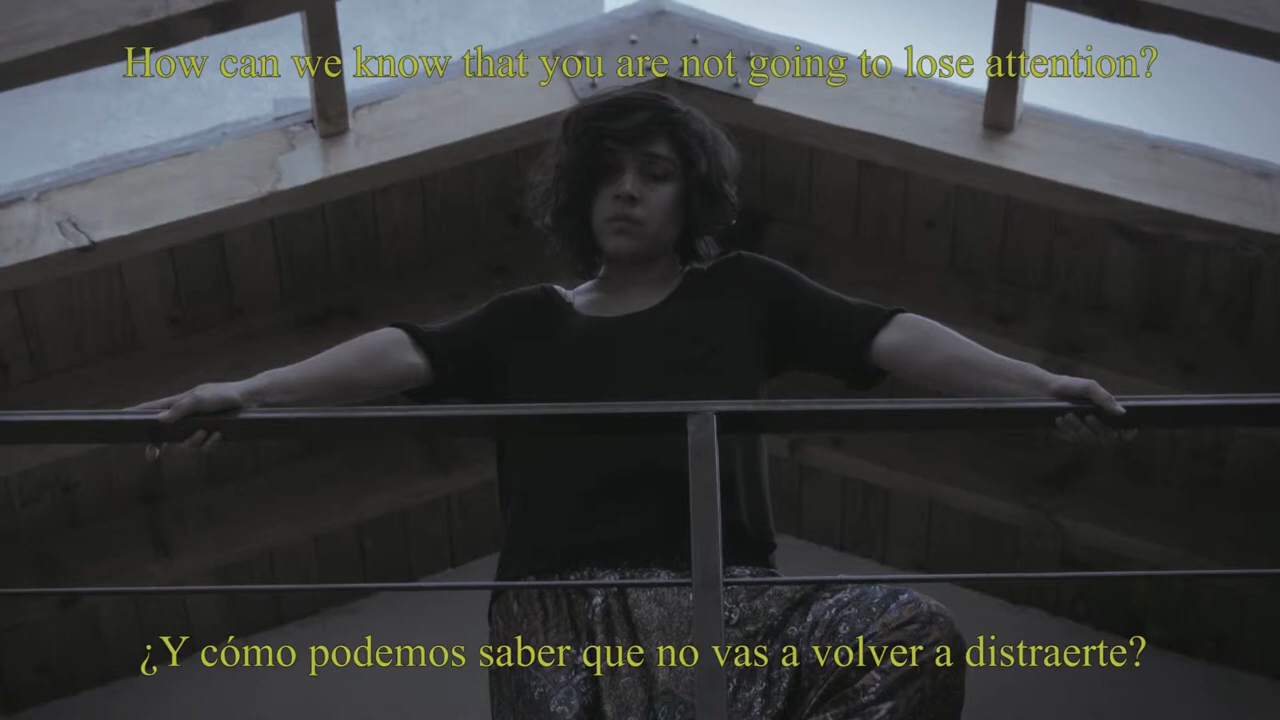 How can we know that you are not going to lose attention?
¿Y cómo podemos saber que no vas a volver a distraerte?